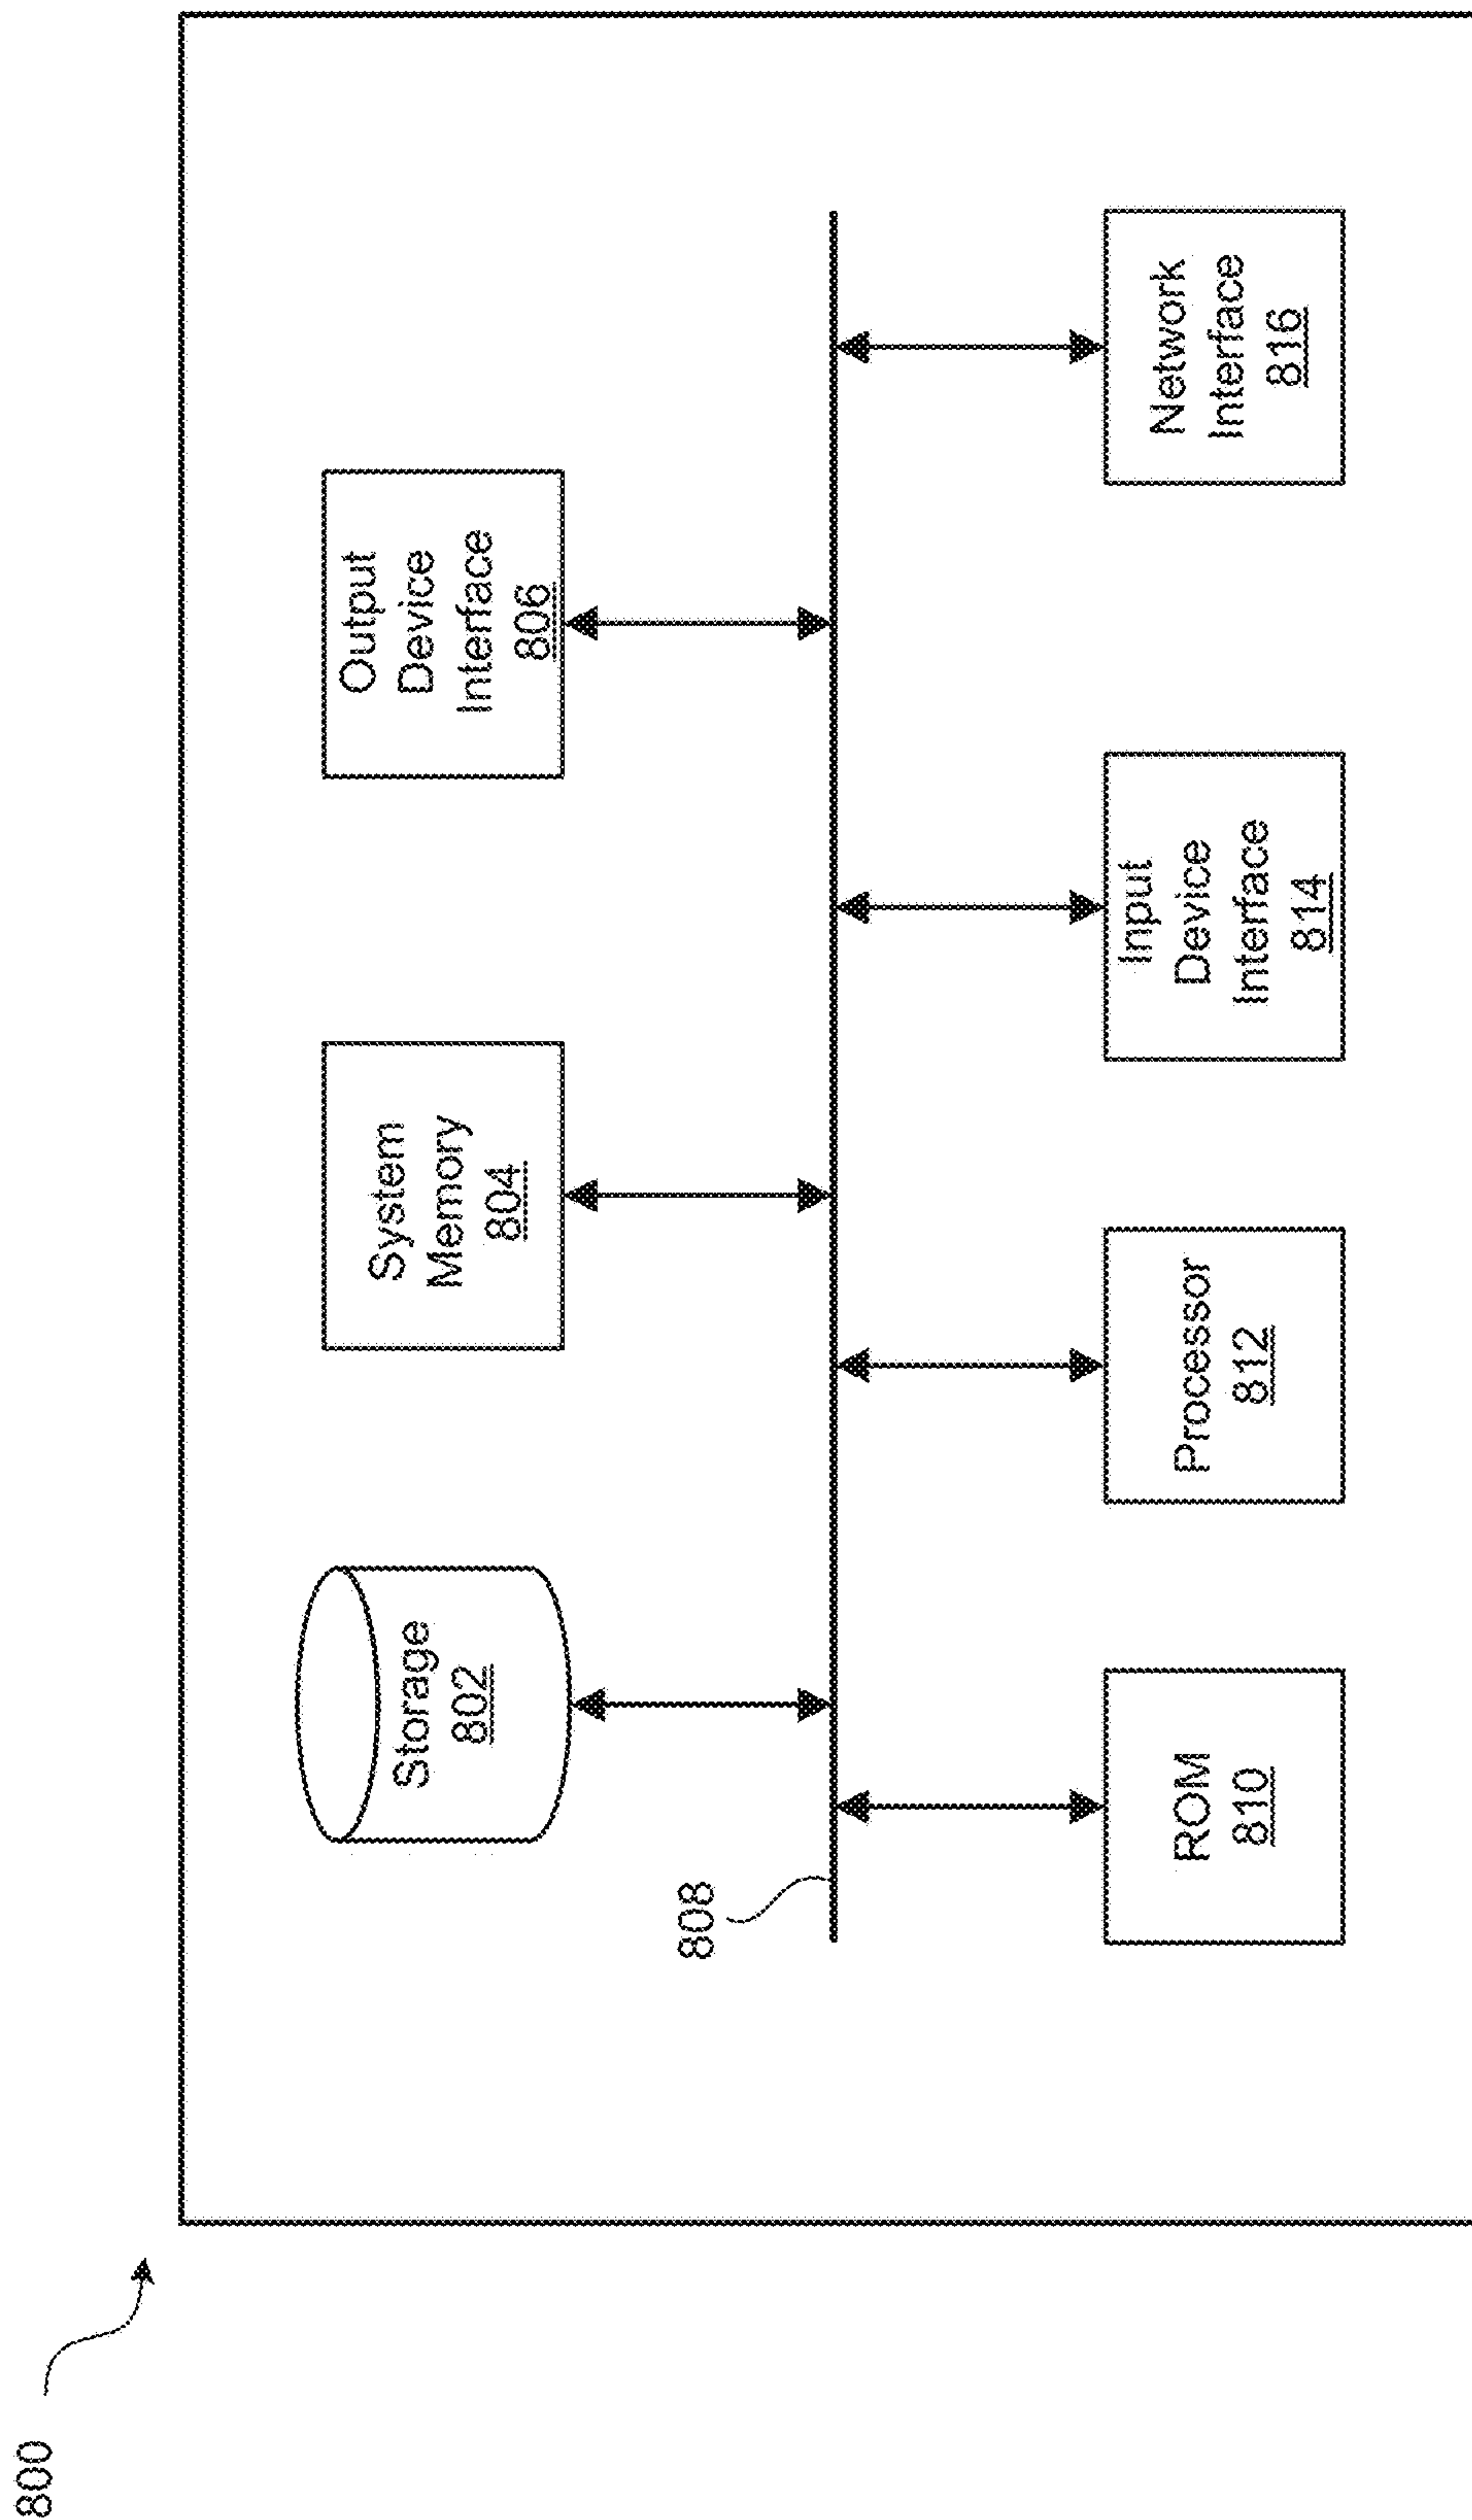 800
Storage
802
System
Memory
804
Output
Device
Interface
806
808
ROM
810
Processor
812
Input
Device
Interface
814
Network
Interface
816